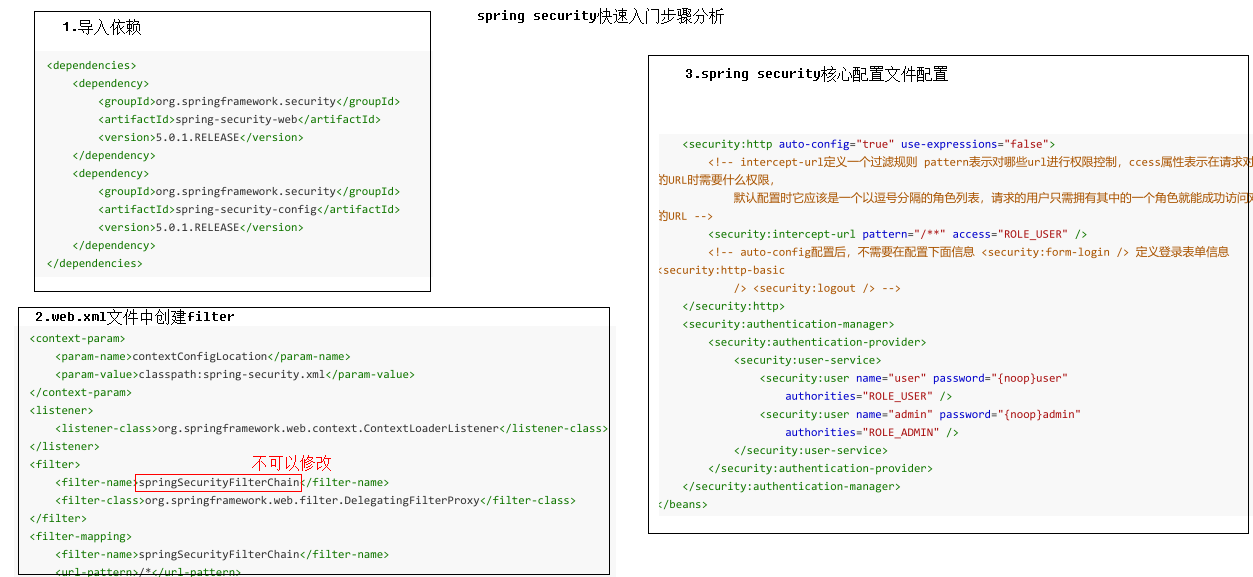 spring security快速入门步骤分析
1.导入依赖
<dependencies>
<dependency>
<groupId>org.springframework.security</groupId>
<artifactId>spring-security-web</artifactId>
<version>5.0.1.RELEASE</version>
</dependency>
<dependency>
<groupId>org.springframework.security</groupId>
<artifactId>spring-security-config</artifactId>
<version>5.0.1.RELEASE</version>
</dependency>
</dependencies>
2.web.xml文件中创建filter
<context-param>
<param-name>contextConfigLocation</param-name>
<param-value>classpath:spring-security.xml</param-value>
</context-param>
<listener>
<listener-class>org.springframework.web.context.ContextLoaderListener</listener-class>
</listener>
<filter>
不可以修改
<filter-name>springSecurityFilterChain</filter-name>
<filter-class>org.springframework.web.filter.DelegatingFilterProxy</filter-class>
</filter>
<filter-mapping>
<filter-name>springSecurityFilterChain</filter-name>
<url-pattern>/*</url-pattern>
3.spring security核心配置文件配置
<security:http auto-config="true" use-expressions="false">
<!-- intercept-url定义一个过滤规则 pattern表示对哪些url进行权限控制，ccess属性表示在请求对
的URL时需要什么权限，
默认配置时它应该是一个以逗号分隔的角色列表，请求的用户只需拥有其中的一个角色就能成功访问对
的URL -->
<security:intercept-url pattern="/**" access="ROLE_USER" />
<!-- auto-config配置后，不需要在配置下面信息 <security:form-login /> 定义登录表单信息
<security:http-basic
/> <security:logout /> -->
</security:http>
<security:authentication-manager>
<security:authentication-provider>
<security:user-service>
<security:user name="user" password="{noop}user"
authorities="ROLE_USER" />
<security:user name="admin" password="{noop}admin"
authorities="ROLE_ADMIN" />
</security:user-service>
</security:authentication-provider>
</security:authentication-manager>
</beans>